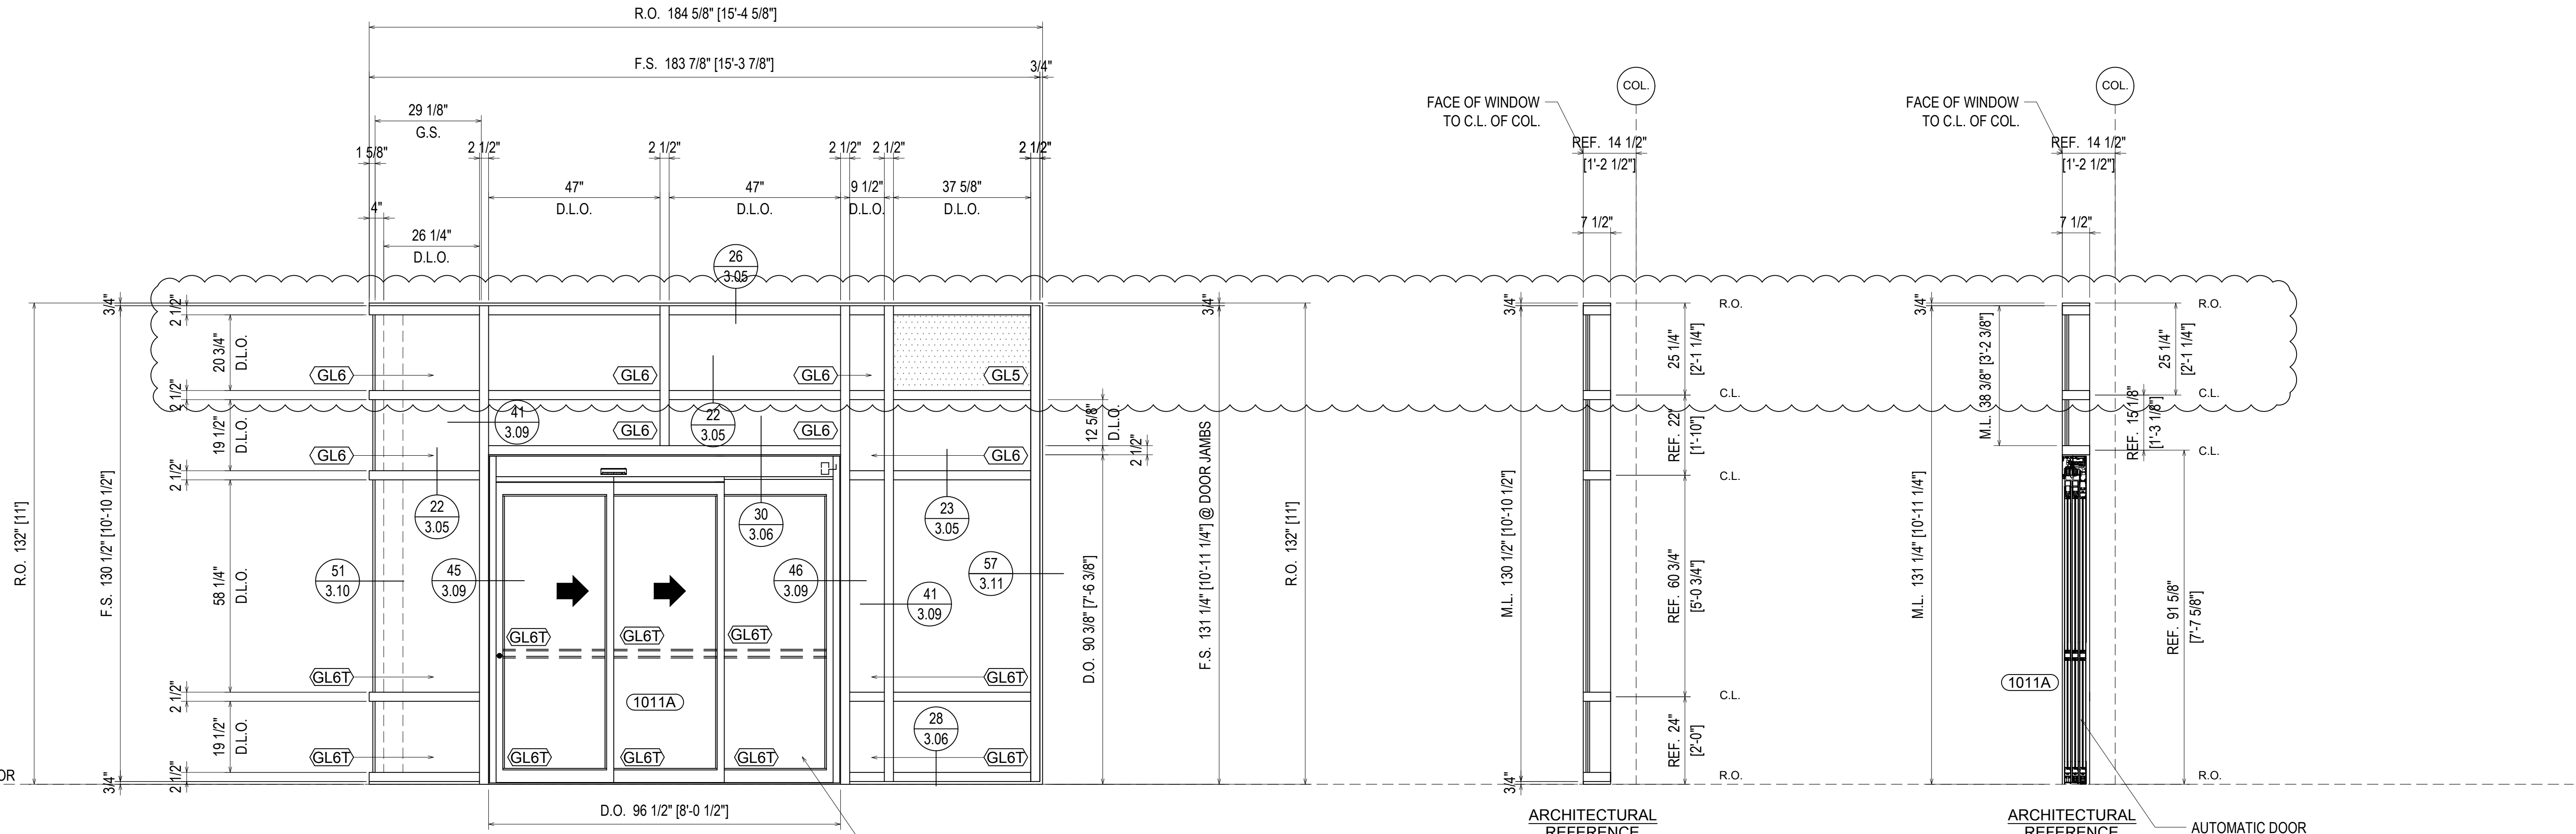 R.O. 184 5/8" [15'-4 5/8"]
F.S. 183 7/8" [15'-3 7/8"]
3/4"
29 1/8"
G.S.
1 5/8"
2 1/2"
2 1/2"
2 1/2"
2 1/2"
2 1/2"
47"
D.L.O.
47"
D.L.O.
9 1/2"
D.L.O.
37 5/8"
D.L.O.
4"
26 1/4"
D.L.O.
26
3.05
R.O. 132" [11']
F.S. 130 1/2" [10'-10 1/2"]
3/4"
2 1/2"
20 3/4"
D.L.O.
2 1/2"
19 1/2"
D.L.O.
2 1/2"
58 1/4"
D.L.O.
2 1/2"
19 1/2"
D.L.O.
2 1/2"
3/4"
OR
GL6
GL6
GL6
GL5
41
3.09
GL6
22
3.05
GL6
GL6
GL6
22
3.05
30
3.06
23
3.05
51
3.10
45
3.09
46
3.09
41
3.09
57
3.11
GL6T
GL6T
GL6T
GL6T
GL6T
1011A
28
3.06
GL6T
GL6T
GL6T
GL6T
GL6T
D.O. 96 1/2" [8'-0 1/2"]
12 5/8"
D.L.O.
2 1/2"
D.O. 90 3/8" [7'-6 3/8"]
3/4"
F.S. 131 1/4" [10'-11 1/4"] @ DOOR JAMBS
R.O. 132" [11']
FACE OF WINDOW
TO C.L. OF COL.
COL.
REF. 14 1/2"
[1'-2 1/2"]
7 1/2"
3/4"
M.L. 130 1/2" [10'-10 1/2"]
3/4"
R.O.
25 1/4"
[2'-1 1/4"]
C.L.
REF. 22"
[1'-10"]
C.L.
REF. 60 3/4"
[5'-0 3/4"]
C.L.
REF. 24"
[2'-0"]
R.O.
ARCHITECTURAL
REFERENCE
FACE OF WINDOW
TO C.L. OF COL.
COL.
REF. 14 1/2"
[1'-2 1/2"]
7 1/2"
3/4"
M.L. 38 3/8" [3'-2 3/8"]
M.L. 131 1/4" [10'-11 1/4"]
R.O.
25 1/4"
[2'-1 1/4"]
C.L.
REF. 15 1/8"
[1'-3 1/8"]
C.L.
REF. 91 5/8"
[7'-7 5/8"]
1011A
R.O.
ARCHITECTURAL
REFERENCE
AUTOMATIC DOOR